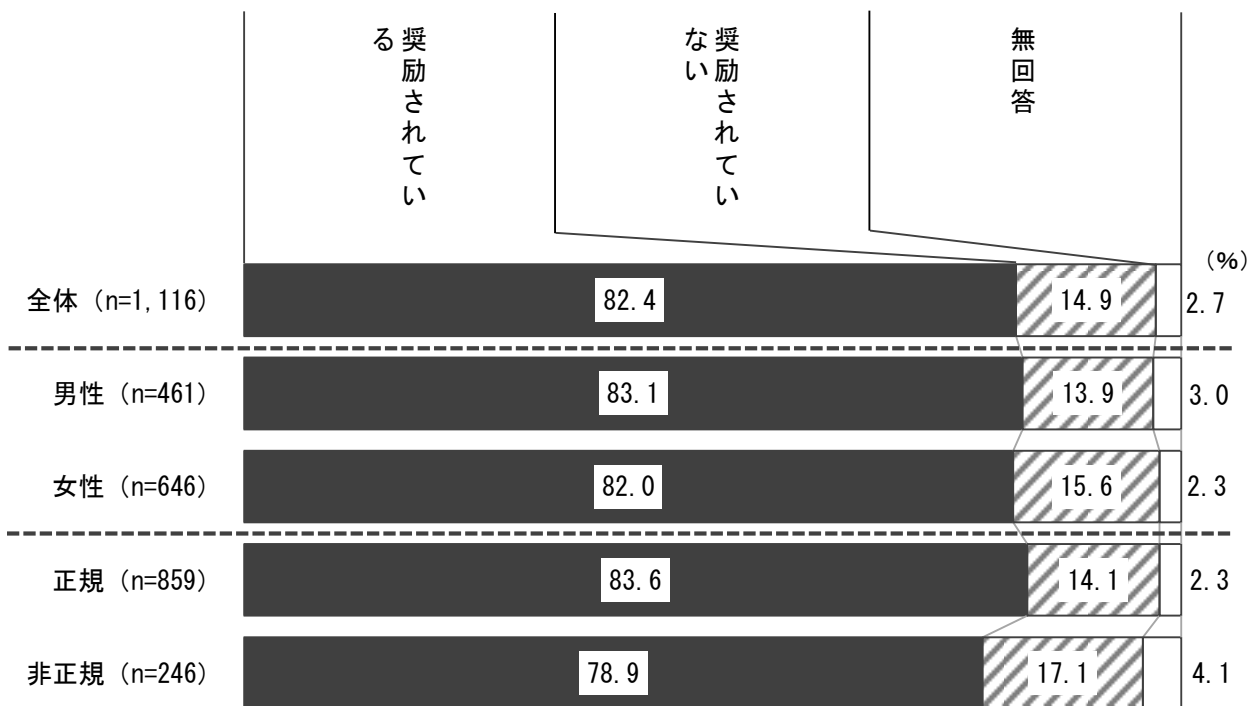 奨励されてい
る
奨励されてい
ない
無回答
(%)
全体 (n=1,116) 82.4 14.9 2.7
男性 (n=461) 83.1 13.9 3.0
女性 (n=646) 82.0 15.6 2.3
正規 (n=859) 83.6 14.1 2.3
非正規 (n=246) 78.9 17.1 4.1